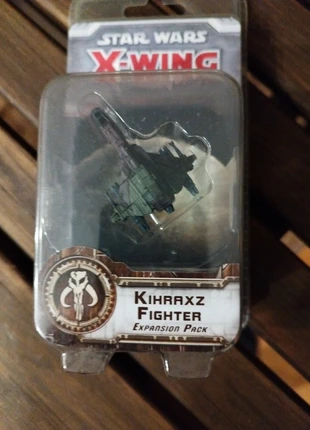 STAR WARS
X-WING
KIHRAXZ
FIGHTER
EXPANSION PACK